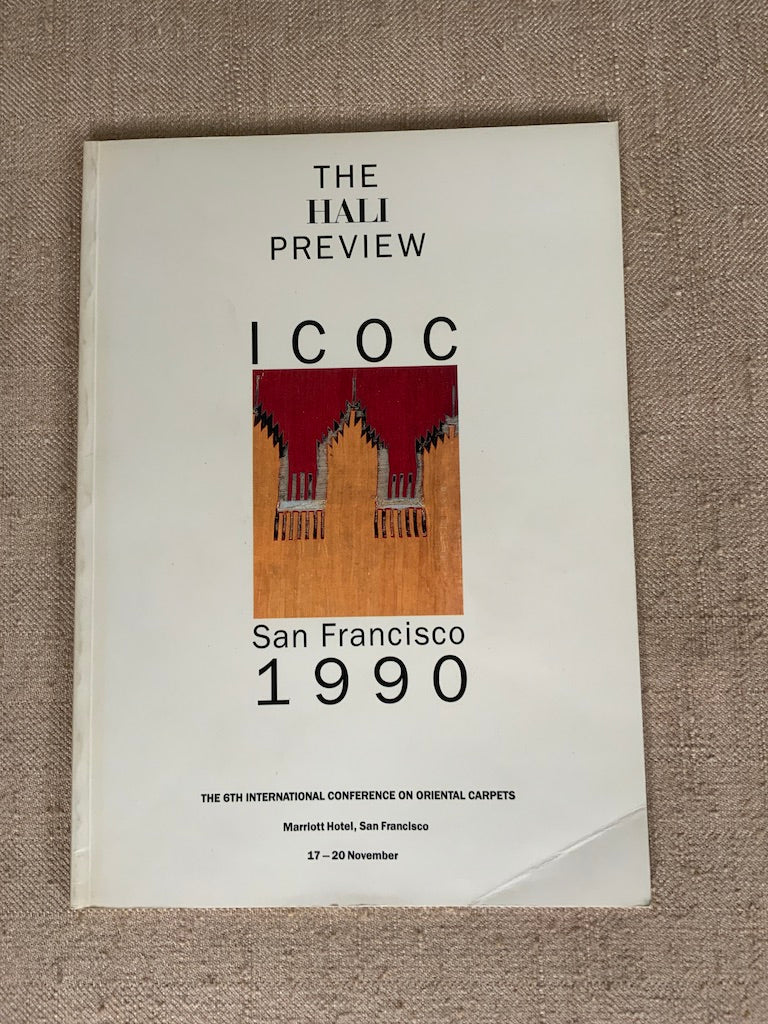 THE
HALI
PREVIEW
ICOC
San Francisco
1990
THE 6TH INTERNATIONAL CONFERENCE ON ORIENTAL CARPETS
Marriott Hotel, San Francisco
17 – 20 November